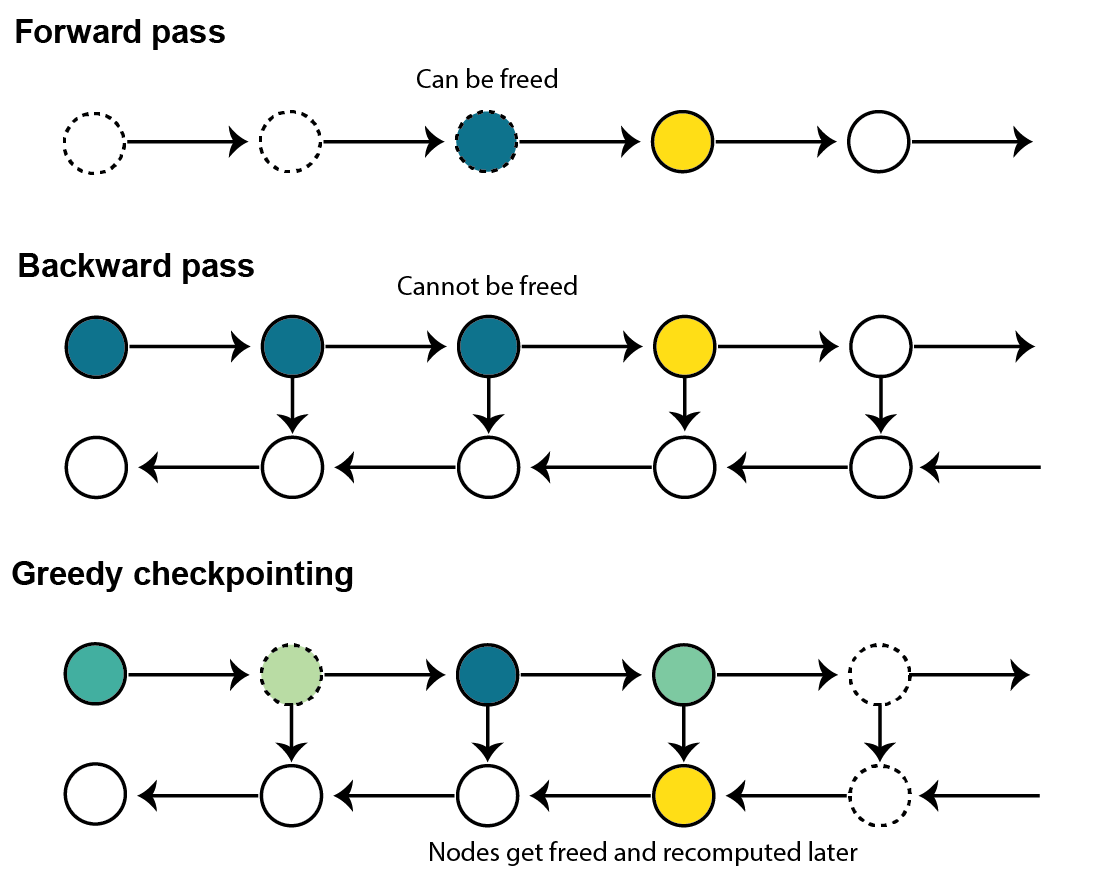 Forward pass
Can be freed
Backward pass
Cannot be freed
Greedy checkpointing
Nodes get freed and recomputed later